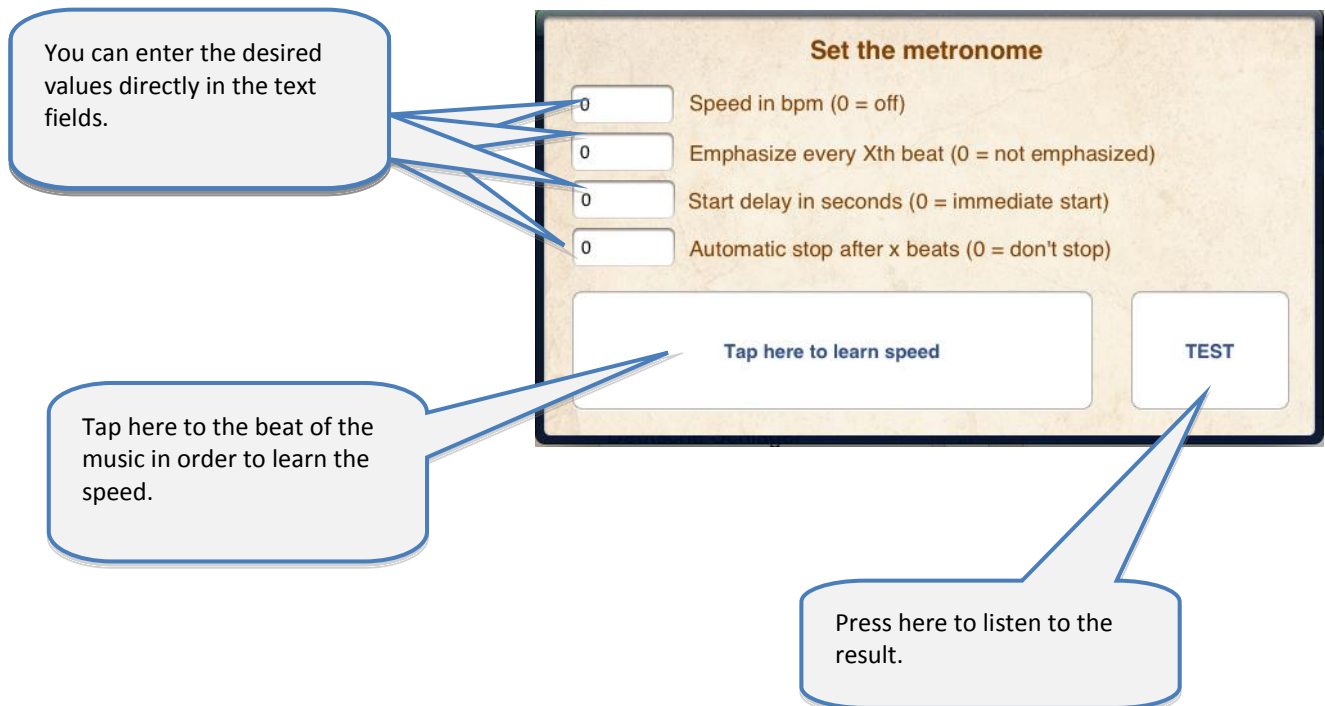 You can enter the desired
values directly in the text
fields.
Set the metronome
0 Speed in bpm (0 = off)
0 Emphasize every Xth beat (0 = not emphasized)
0 Start delay in seconds (0 = immediate start)
0 Automatic stop after x beats (0 = don't stop)
Tap here to learn speed
TEST
Tap here to the beat of the
music in order to learn the
speed.
Press here to listen to the
result.